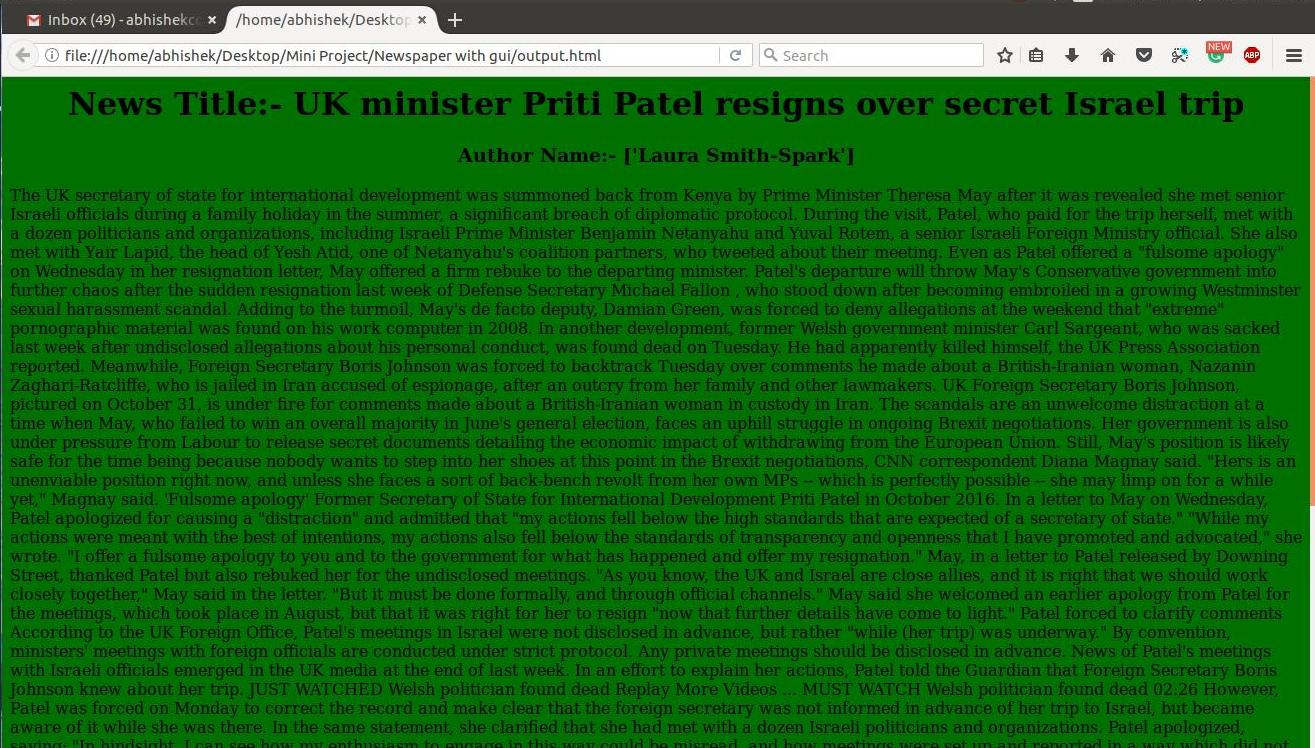 Inbox (49) - abhishekcc
/home/abhishek/Desktop
file:///home/abhishek/Desktop/Mini Project/Newspaper with gui/output.html
Search
NEW
ABP
News Title:- UK minister Priti Patel resigns over secret Israel trip
Author Name:- ['Laura Smith-Spark']
The UK secretary of state for international development was summoned back from Kenya by Prime Minister Theresa May after it was revealed she met senior
Israeli officials during a family holiday in the summer, a significant breach of diplomatic protocol. During the visit, Patel, who paid for the trip herself, met with
a dozen politicians and organizations, including Israeli Prime Minister Benjamin Netanyahu and Yuval Rotem, a senior Israeli Foreign Ministry official. She also
met with Yair Lapid, the head of Yesh Atid, one of Netanyahu's coalition partners, who tweeted about their meeting. Even as Patel offered a "fulsome apology"
on Wednesday in her resignation letter, May offered a firm rebuke to the departing minister. Patel's departure will throw May's Conservative government into
further chaos after the sudden resignation last week of Defense Secretary Michael Fallon , who stood down after becoming embroiled in a growing Westminster
sexual harassment scandal. Adding to the turmoil, May's de facto deputy, Damian Green, was forced to deny allegations at the weekend that "extreme"
pornographic material was found on his work computer in 2008. In another development, former Welsh government minister Carl Sargeant, who was sacked
last week after undisclosed allegations about his personal conduct, was found dead on Tuesday. He had apparently killed himself, the UK Press Association
reported. Meanwhile, Foreign Secretary Boris Johnson was forced to backtrack Tuesday over comments he made about a British-Iranian woman, Nazanin
Zaghari-Ratcliffe, who is jailed in Iran accused of espionage, after an outcry from her family and other lawmakers. UK Foreign Secretary Boris Johnson,
pictured on October 31, is under fire for comments made about a British-Iranian woman in custody in Iran. The scandals are an unwelcome distraction at a
time when May, who failed to win an overall majority in June's general election, faces an uphill struggle in ongoing Brexit negotiations. Her government is also
under pressure from Labour to release secret documents detailing the economic impact of withdrawing from the European Union. Still, May's position is likely
safe for the time being because nobody wants to step into her shoes at this point in the Brexit negotiations, CNN correspondent Diana Magnay said. "Hers is an
unenviable position right now, and unless she faces a sort of back-bench revolt from her own MPs -- which is perfectly possible -- she may limp on for a while
yet," Magnay said. 'Fulsome apology' Former Secretary of State for International Development Priti Patel in October 2016. In a letter to May on Wednesday,
Patel apologized for causing a "distraction" and admitted that "my actions fell below the high standards that are expected of a secretary of state." "While my
actions were meant with the best of intentions, my actions also fell below the standards of transparency and openness that I have promoted and advocated," she
wrote. "I offer a fulsome apology to you and to the government for what has happened and offer my resignation." May, in a letter to Patel released by Downing
Street, thanked Patel but also rebuked her for the undisclosed meetings. "As you know, the UK and Israel are close allies, and it is right that we should work
closely together," May said in the letter. "But it must be done formally, and through official channels." May said she welcomed an earlier apology from Patel for
the meetings, which took place in August, but that it was right for her to resign "now that further details have come to light." Patel forced to clarify comments
According to the UK Foreign Office, Patel's meetings in Israel were not disclosed in advance, but rather "while (her trip) was underway." By convention,
ministers' meetings with foreign officials are conducted under strict protocol. Any private meetings should be disclosed in advance. News of Patel's meetings
with Israeli officials emerged in the UK media at the end of last week. In an effort to explain her actions, Patel told the Guardian that Foreign Secretary Boris
Johnson knew about her trip. JUST WATCHED Welsh politician found dead Replay More Videos ... MUST WATCH Welsh politician found dead 02:26 However,
Patel was forced on Monday to correct the record and make clear that the foreign secretary was not informed in advance of her trip to Israel, but became
aware of it while she was there. In the same statement, she clarified that she had met with a dozen Israeli politicians and organizations. Patel apologized,
saying: "In hindsight, I can see how my enthusiasm to engage in this way could be misread, and how meetings were set up and reported in a way which did not